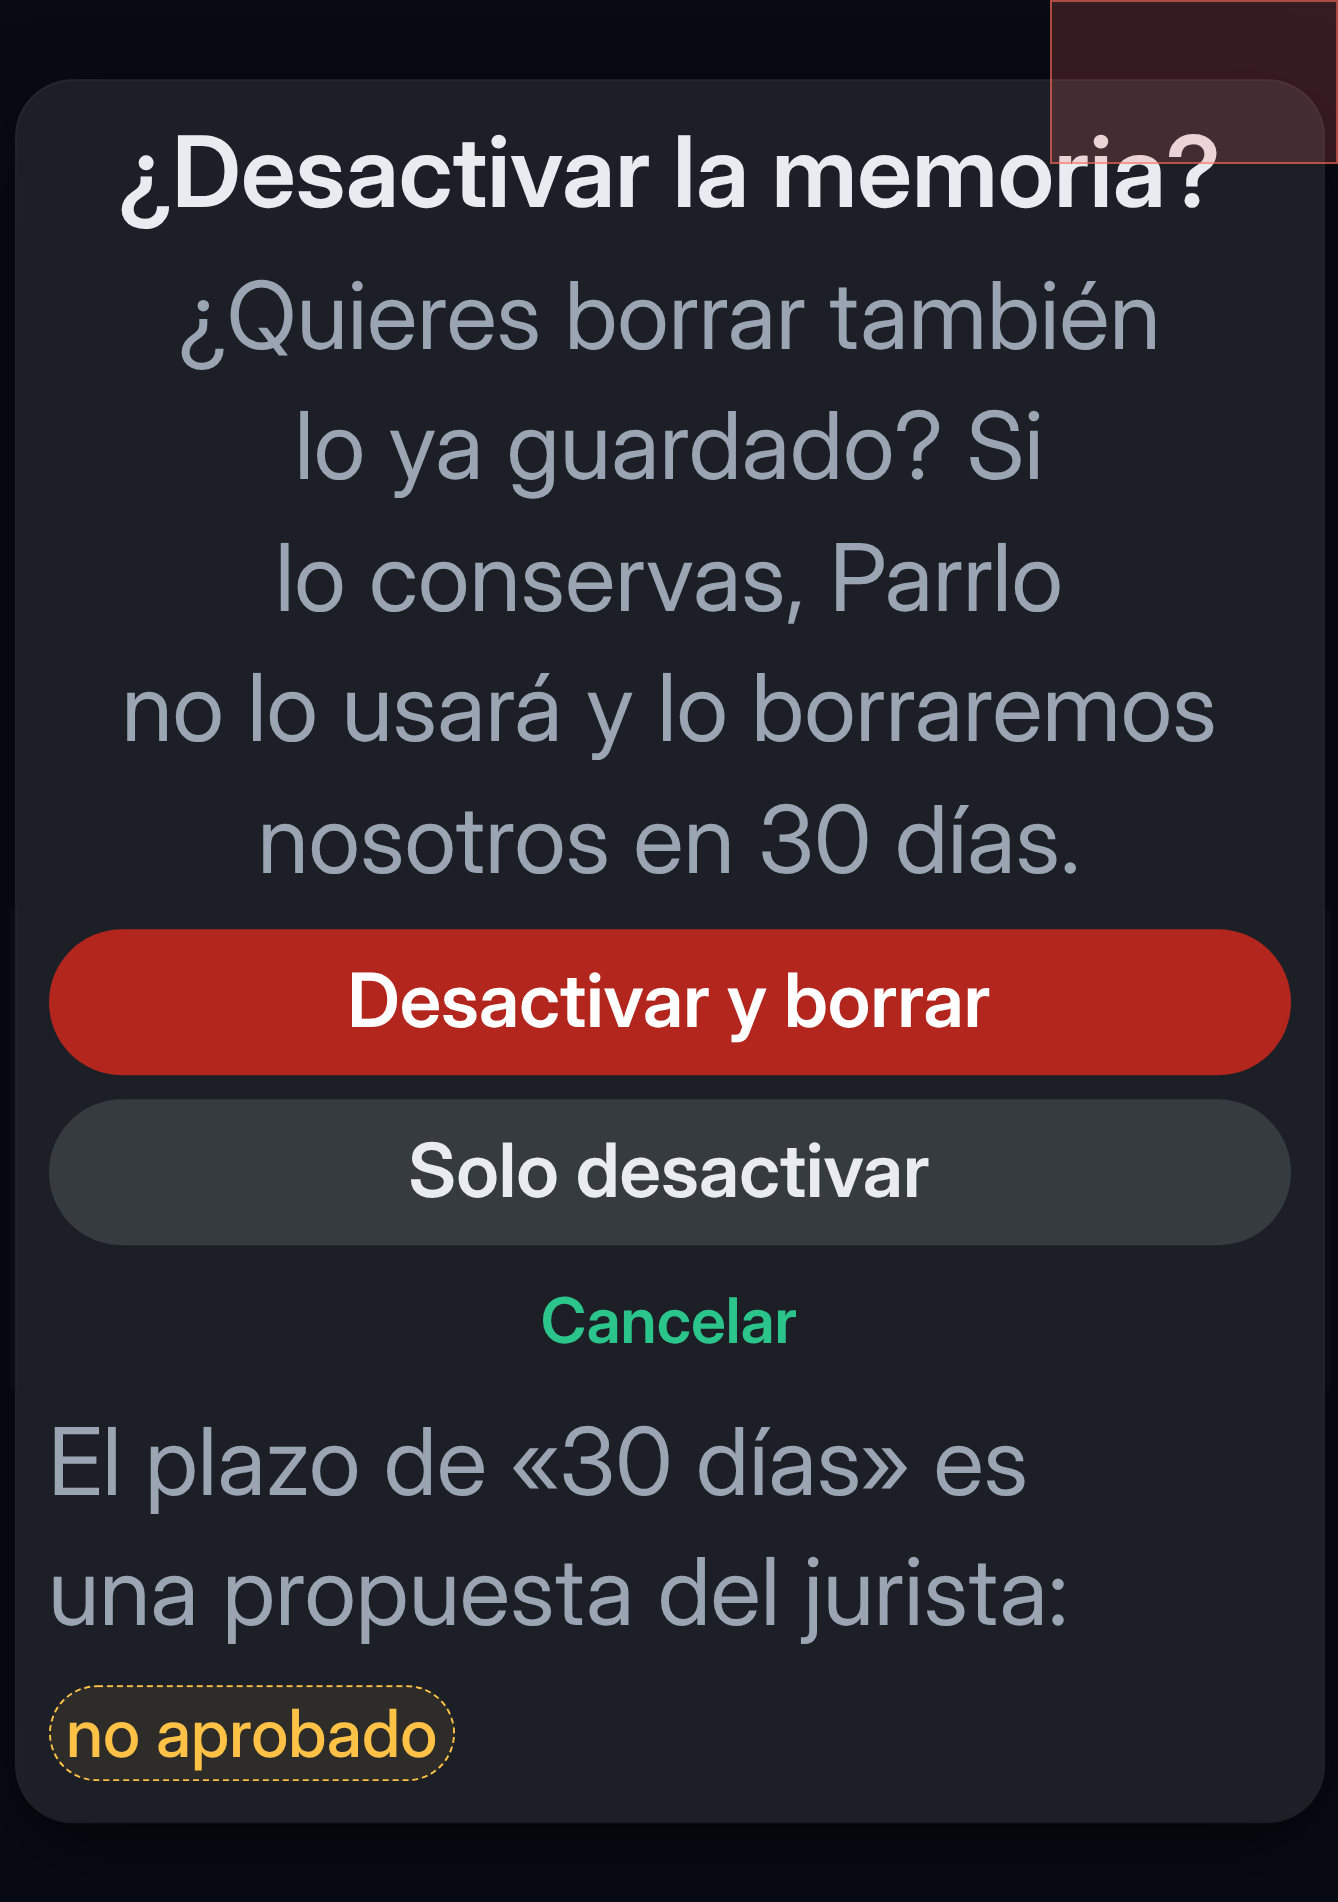 ¿Desactivar la memoria?
¿Quieres borrar también
lo ya guardado? Si
lo conservas, Parrlo
no lo usará y lo borraremos
nosotros en 30 días.
Desactivar y borrar
Solo desactivar
Cancelar
El plazo de «30 días» es
una propuesta del jurista:
no aprobado